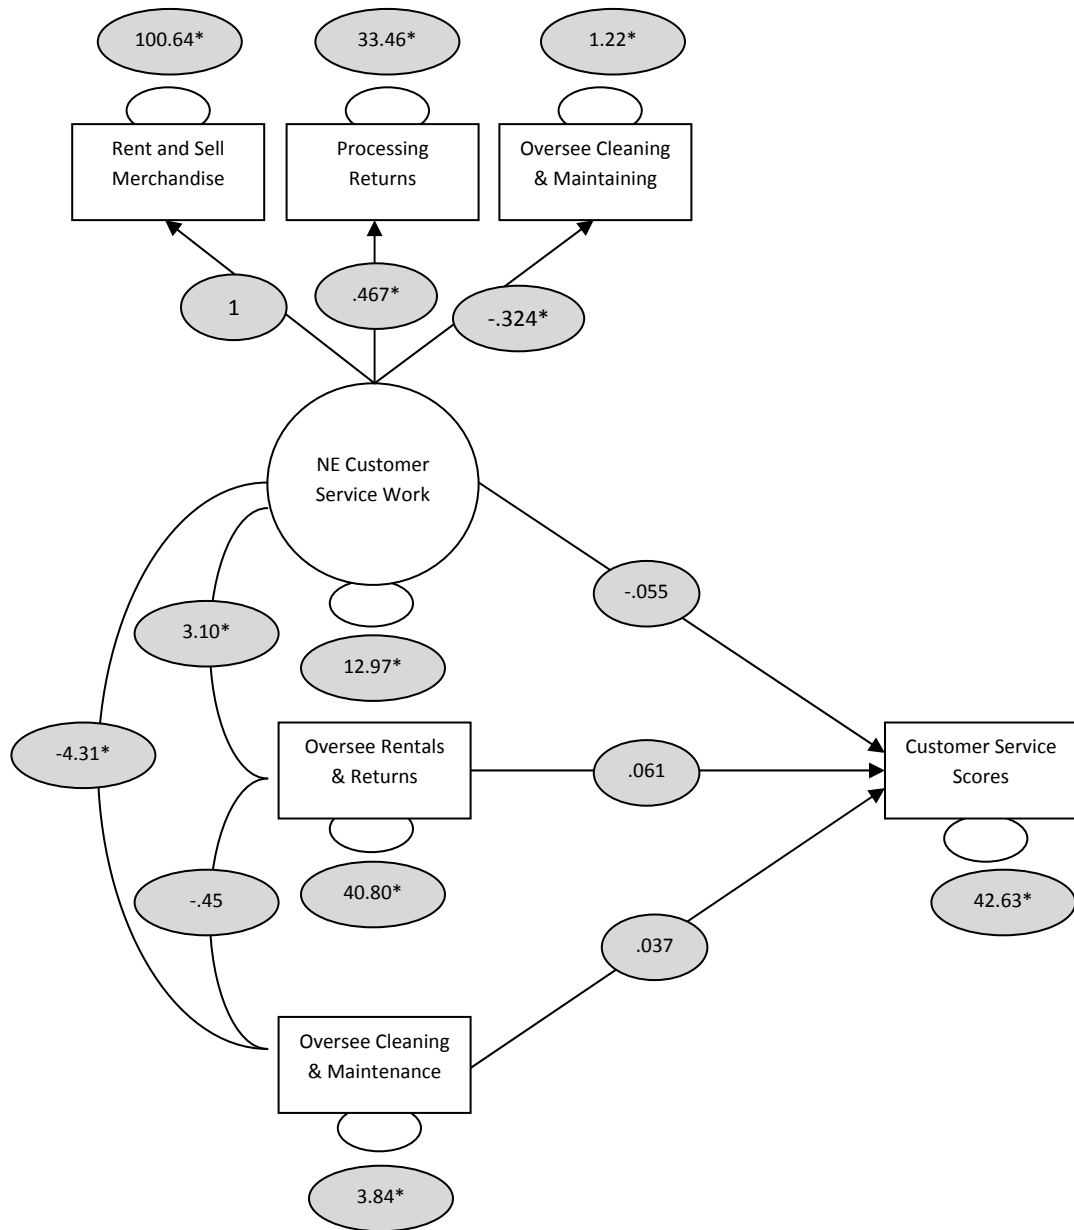 100.64*
33.46*
1.22*
Rent and Sell
Merchandise
Processing
Returns
Oversee Cleaning
& Maintaining
1
.467*
-.324*
NE Customer
Service Work
-.055
3.10*
12.97*
-4.31*
Oversee Rentals
& Returns
.061
Customer Service
Scores
-.45
40.80*
42.63*
.037
Oversee Cleaning
& Maintenance
3.84*